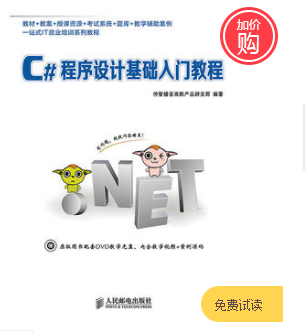 教材+教案+授课资源+考试系统+题库+教学辅助案例
一站式IT就业培训系列教程
加价
购
C#程序设计基础入门教程
传智播客高教产品研发部 编著
.NET
原版图书配套DVD教学光盘，内含教学视频+案例源码
人民邮电出版社
POSTS & TELECOM PRESS
免费试读